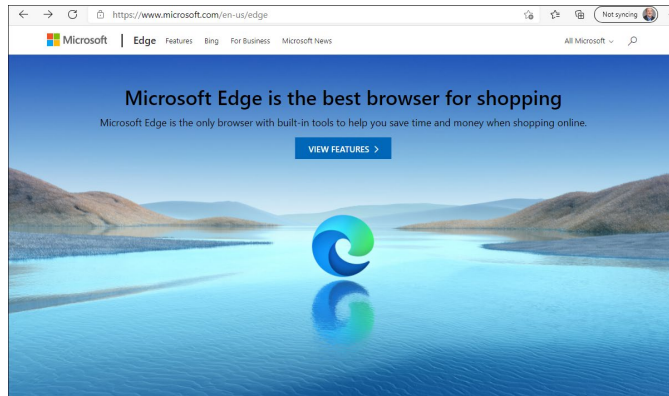 https://www.microsoft.com/en-us/edge
Not syncing
Microsoft
Edge Features Bing For Business Microsoft News
All Microsoft
Microsoft Edge is the best browser for shopping
Microsoft Edge is the only browser with built-in tools to help you save time and money when shopping online.
VIEW FEATURES >